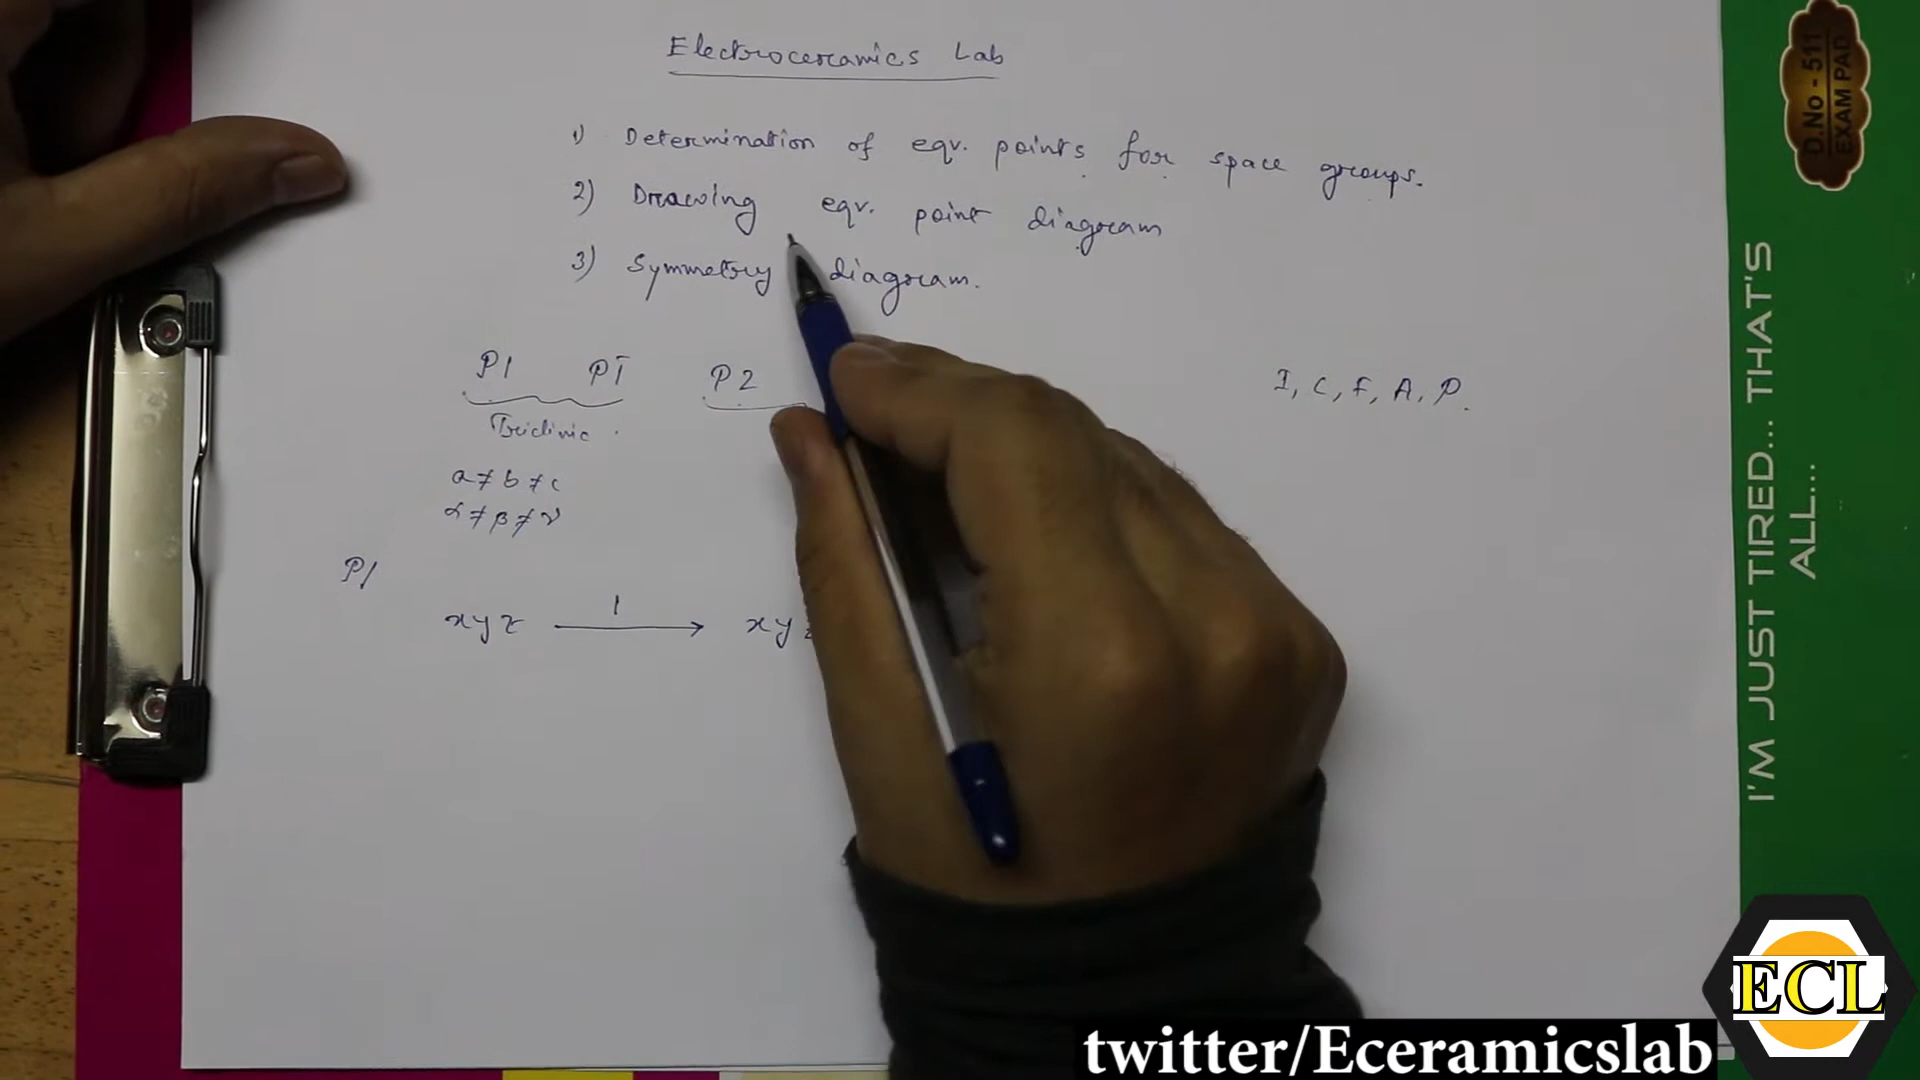 Electroceramics Lab
1) Determination of eqv. points for space groups.
2) Drawing eqv. point diagram
3) Symmetry diagram.
P1 P1̄ P2
I, C, F, A, P.
Triclinic
a ≠ b ≠ c
α ≠ β ≠ γ
P1
xyz 1 → xyz
D.No - 511
EXAM PAD
I'M JUST TIRED... THAT'S
ALL...
ECL
twitter/Eceramicslab